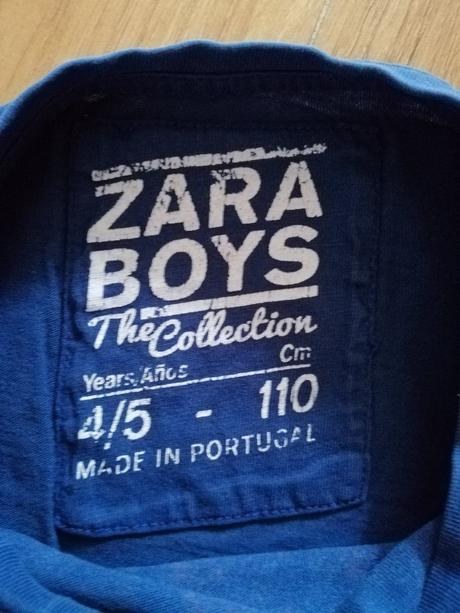 ZARA
BOYS
The Collection
Years/Años Cm
4/5 - 110
MADE IN PORTUGAL